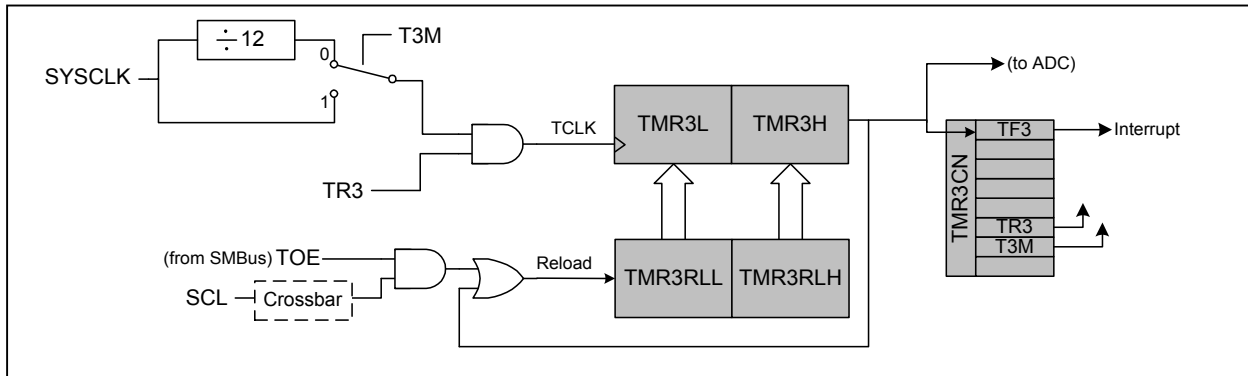 ÷ 12
0
T3M
SYSCLK
1
TCLK
TR3
TMR3L
TMR3H
(to ADC)
TMR3CN
TF3
Interrupt
TR3
T3M
(from SMBus) TOE
SCL
Crossbar
Reload
TMR3RLL
TMR3RLH